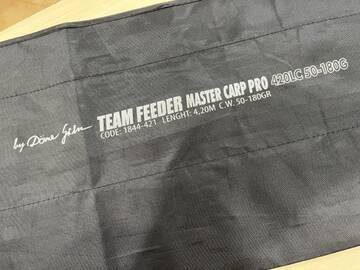 by Döme Gábor TEAM FEEDER MASTER CARP PRO 420LC 50-180G
CODE: 1844-421 LENGHT: 4,20M C.W. 50-180GR